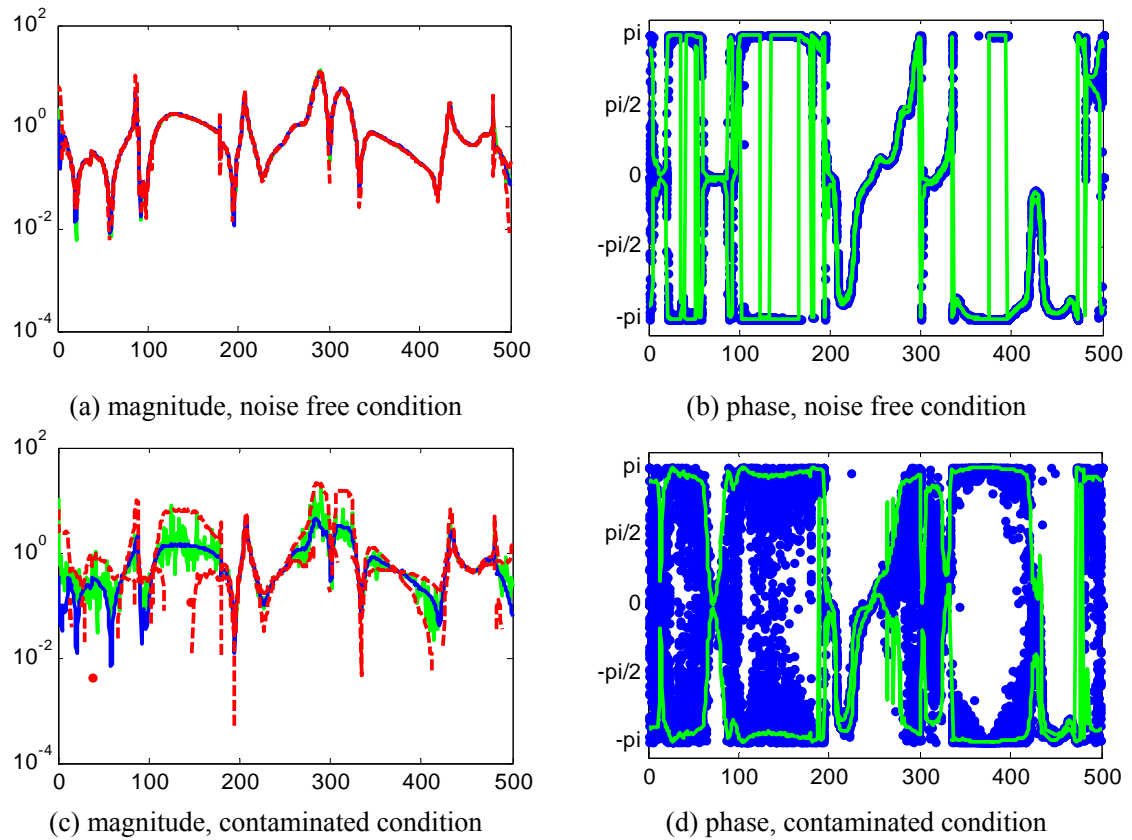 10^2
10^0
10^-2
10^-4
0 100 200 300 400 500
(a) magnitude, noise free condition
pi
pi/2
0
-pi/2
-pi
0 100 200 300 400 500
(b) phase, noise free condition
10^2
10^0
10^-2
10^-4
0 100 200 300 400 500
(c) magnitude, contaminated condition
pi
pi/2
0
-pi/2
-pi
0 100 200 300 400 500
(d) phase, contaminated condition